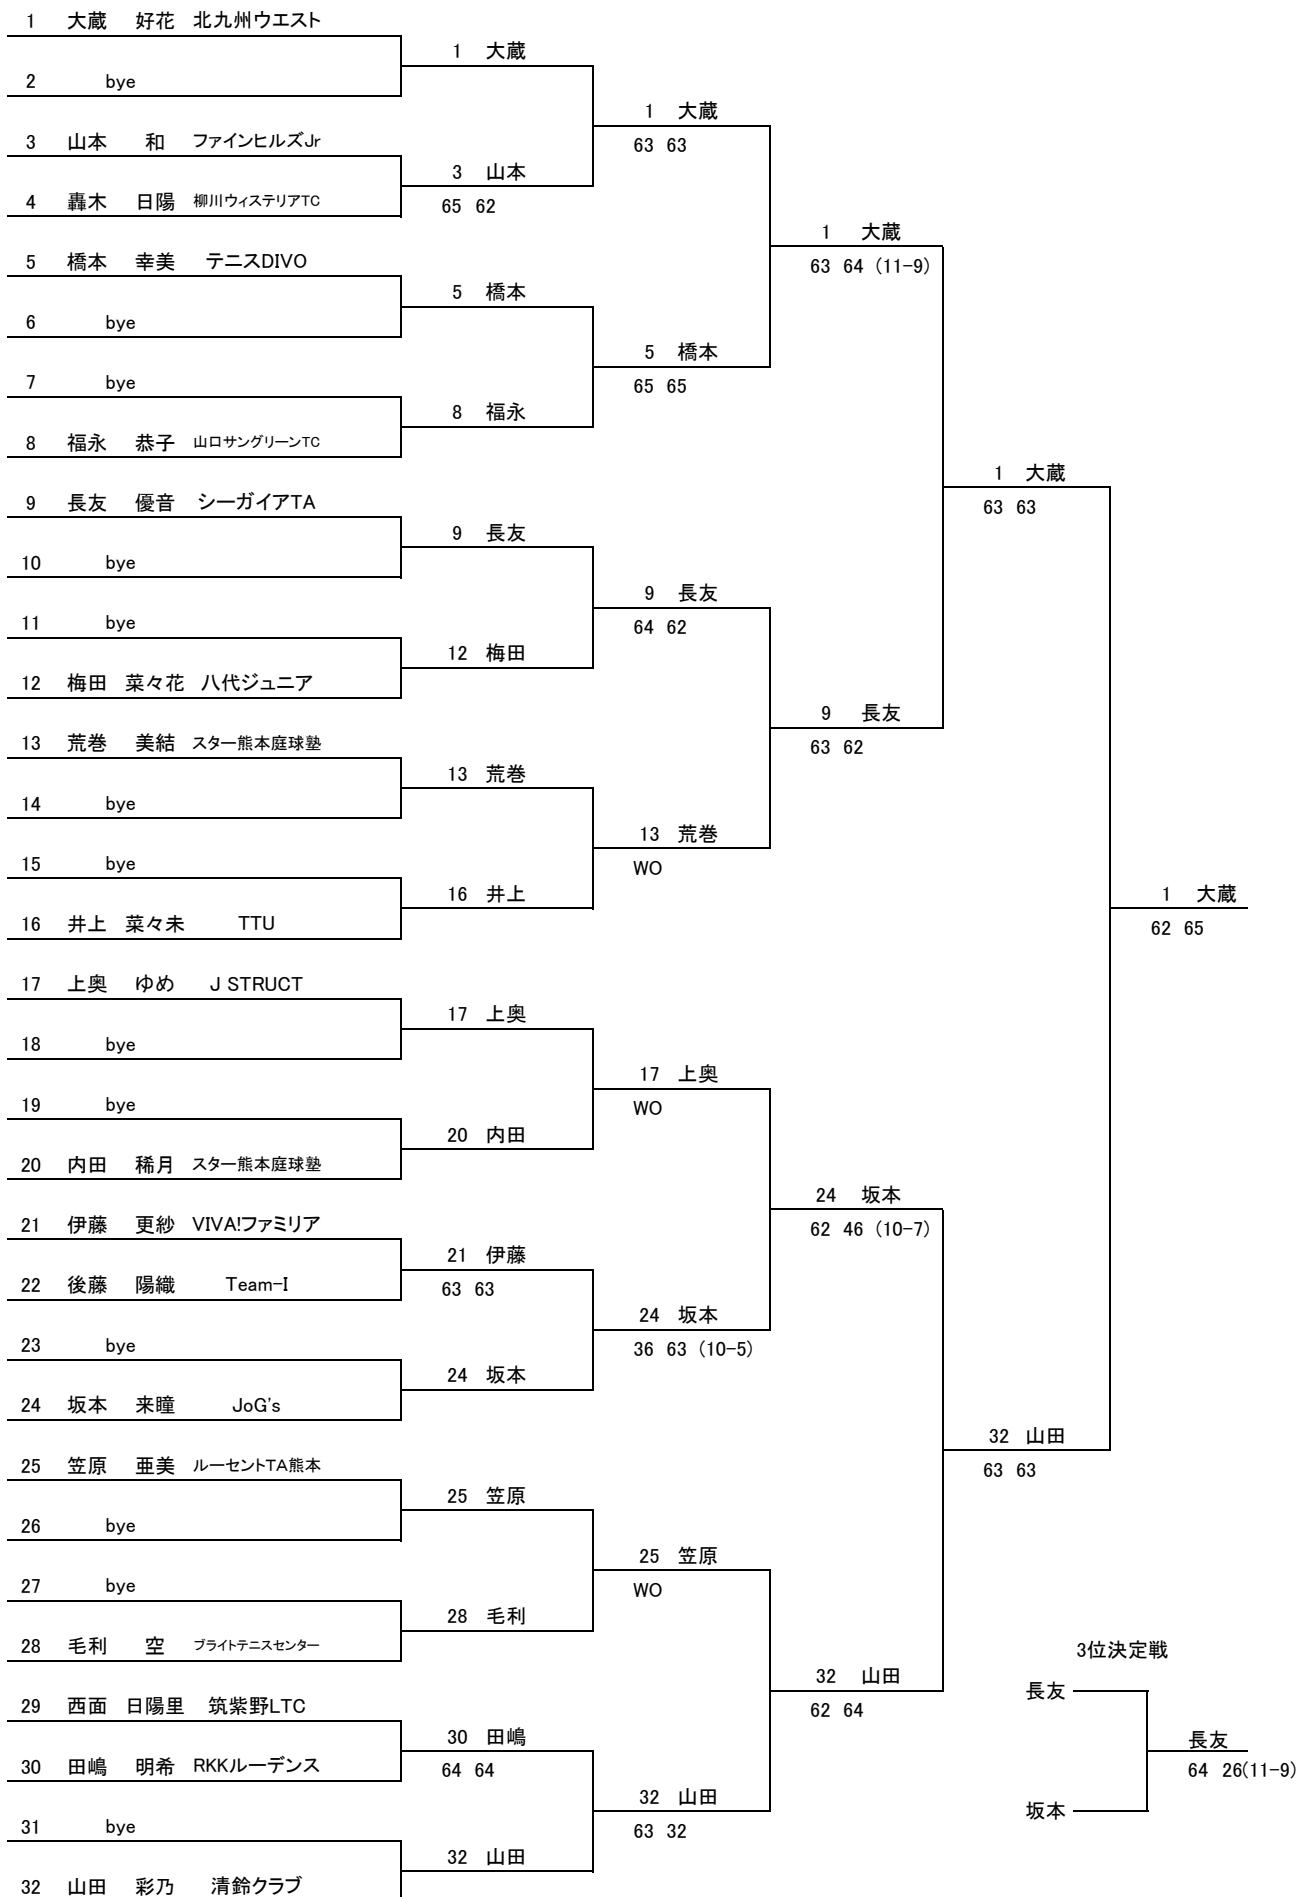 1 大蔵 好花 北九州ウエスト
1 大蔵
2 bye
1 大蔵
63 63
3 山本 和 ファインヒルズJr
3 山本
65 62
4 轟木 日陽 柳川ウィステリアTC
1 大蔵
63 64 (11-9)
5 橋本 幸美 テニスDIVO
5 橋本
6 bye
5 橋本
65 65
7 bye
8 福永
8 福永 恭子 山口サングリーンTC
1 大蔵
63 63
9 長友 優音 シーガイアTA
9 長友
10 bye
9 長友
64 62
11 bye
12 梅田
12 梅田 菜々花 八代ジュニア
9 長友
63 62
13 荒巻 美結 スター熊本庭球塾
13 荒巻
14 bye
13 荒巻
WO
15 bye
16 井上
1 大蔵
62 65
16 井上 菜々未 TTU
17 上奥 ゆめ J STRUCT
17 上奥
18 bye
17 上奥
WO
19 bye
20 内田
20 内田 稀月 スター熊本庭球塾
24 坂本
62 46 (10-7)
21 伊藤 更紗 VIVA!ファミリア
21 伊藤
63 63
22 後藤 陽織 Team-I
24 坂本
36 63 (10-5)
23 bye
24 坂本
24 坂本 来瞳 JoG's
32 山田
63 63
25 笠原 亜美 ルーセントTA熊本
25 笠原
26 bye
25 笠原
WO
27 bye
28 毛利
28 毛利 空 ブライトテニスセンター
3位決定戦
32 山田
62 64
長友
29 西面 日陽里 筑紫野LTC
30 田嶋
64 64
長友
64 26(11-9)
30 田嶋 明希 RKKルーデンス
32 山田
63 32
坂本
31 bye
32 山田
32 山田 彩乃 清鈴クラブ